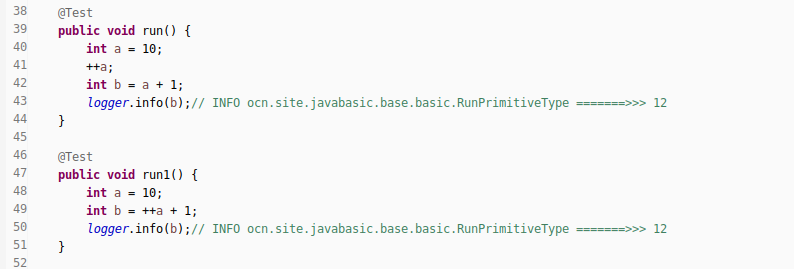 38 @Test
39 public void run() {
40 int a = 10;
41 ++a;
42 int b = a + 1;
43 logger.info(b);// INFO ocn.site.javabasic.base.basic.RunPrimitiveType =======>>> 12
44 }
45
46 @Test
47 public void run1() {
48 int a = 10;
49 int b = ++a + 1;
50 logger.info(b);// INFO ocn.site.javabasic.base.basic.RunPrimitiveType =======>>> 12
51 }
52